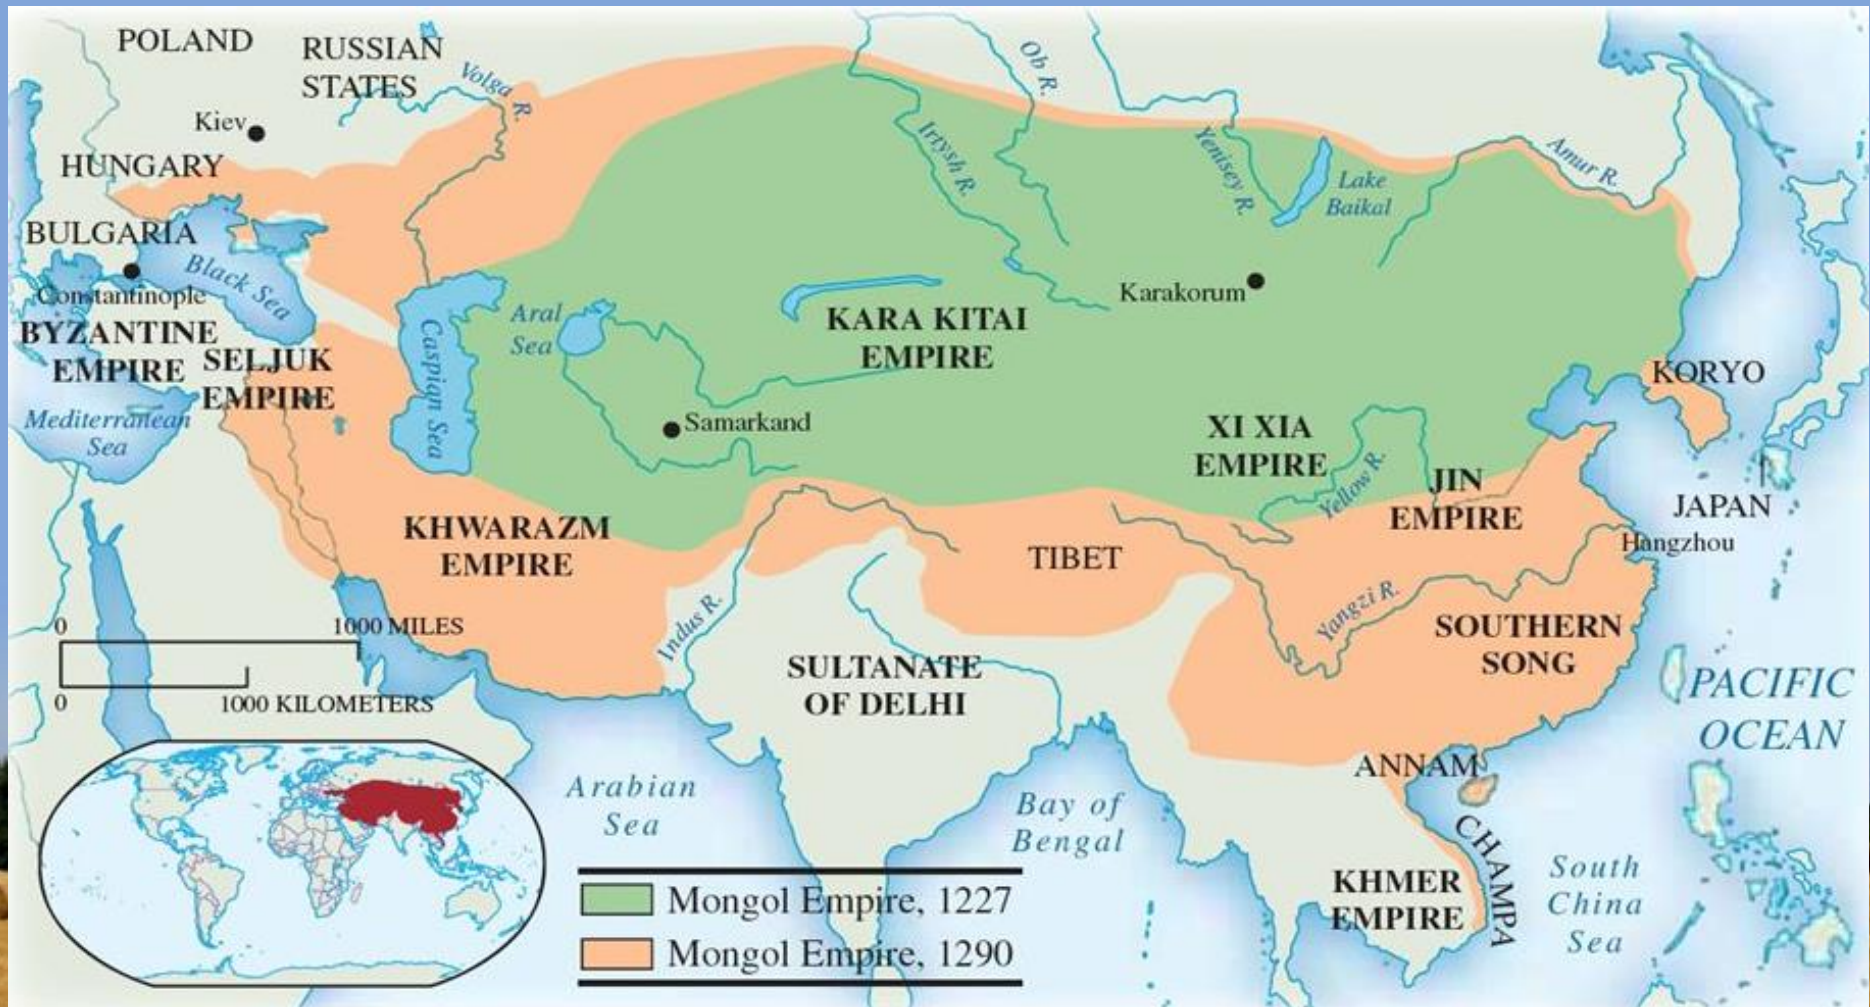 POLAND
RUSSIAN
STATES
Volga R.
Ob R.
Kiev
Irtysh R.
Yenisey R.
Amur R.
HUNGARY
Lake
Baikal
BULGARIA
Black Sea
Constantinople
Karakorum
BYZANTINE
EMPIRE
SELJUK
EMPIRE
Caspian Sea
Aral
Sea
KARA KITAI
EMPIRE
KORYO
Mediterranean
Sea
Samarkand
XI XIA
EMPIRE
Yellow R.
JIN
EMPIRE
JAPAN
KHWARAZM
EMPIRE
TIBET
Hangzhou
Indus R.
Yangzi R.
SOUTHERN
SONG
0
1000 MILES
0
1000 KILOMETERS
SULTANATE
OF DELHI
PACIFIC
OCEAN
ANNAM
Arabian
Sea
Bay of
Bengal
CHAMPA
KHMER
EMPIRE
South
China
Sea
Mongol Empire, 1227
Mongol Empire, 1290